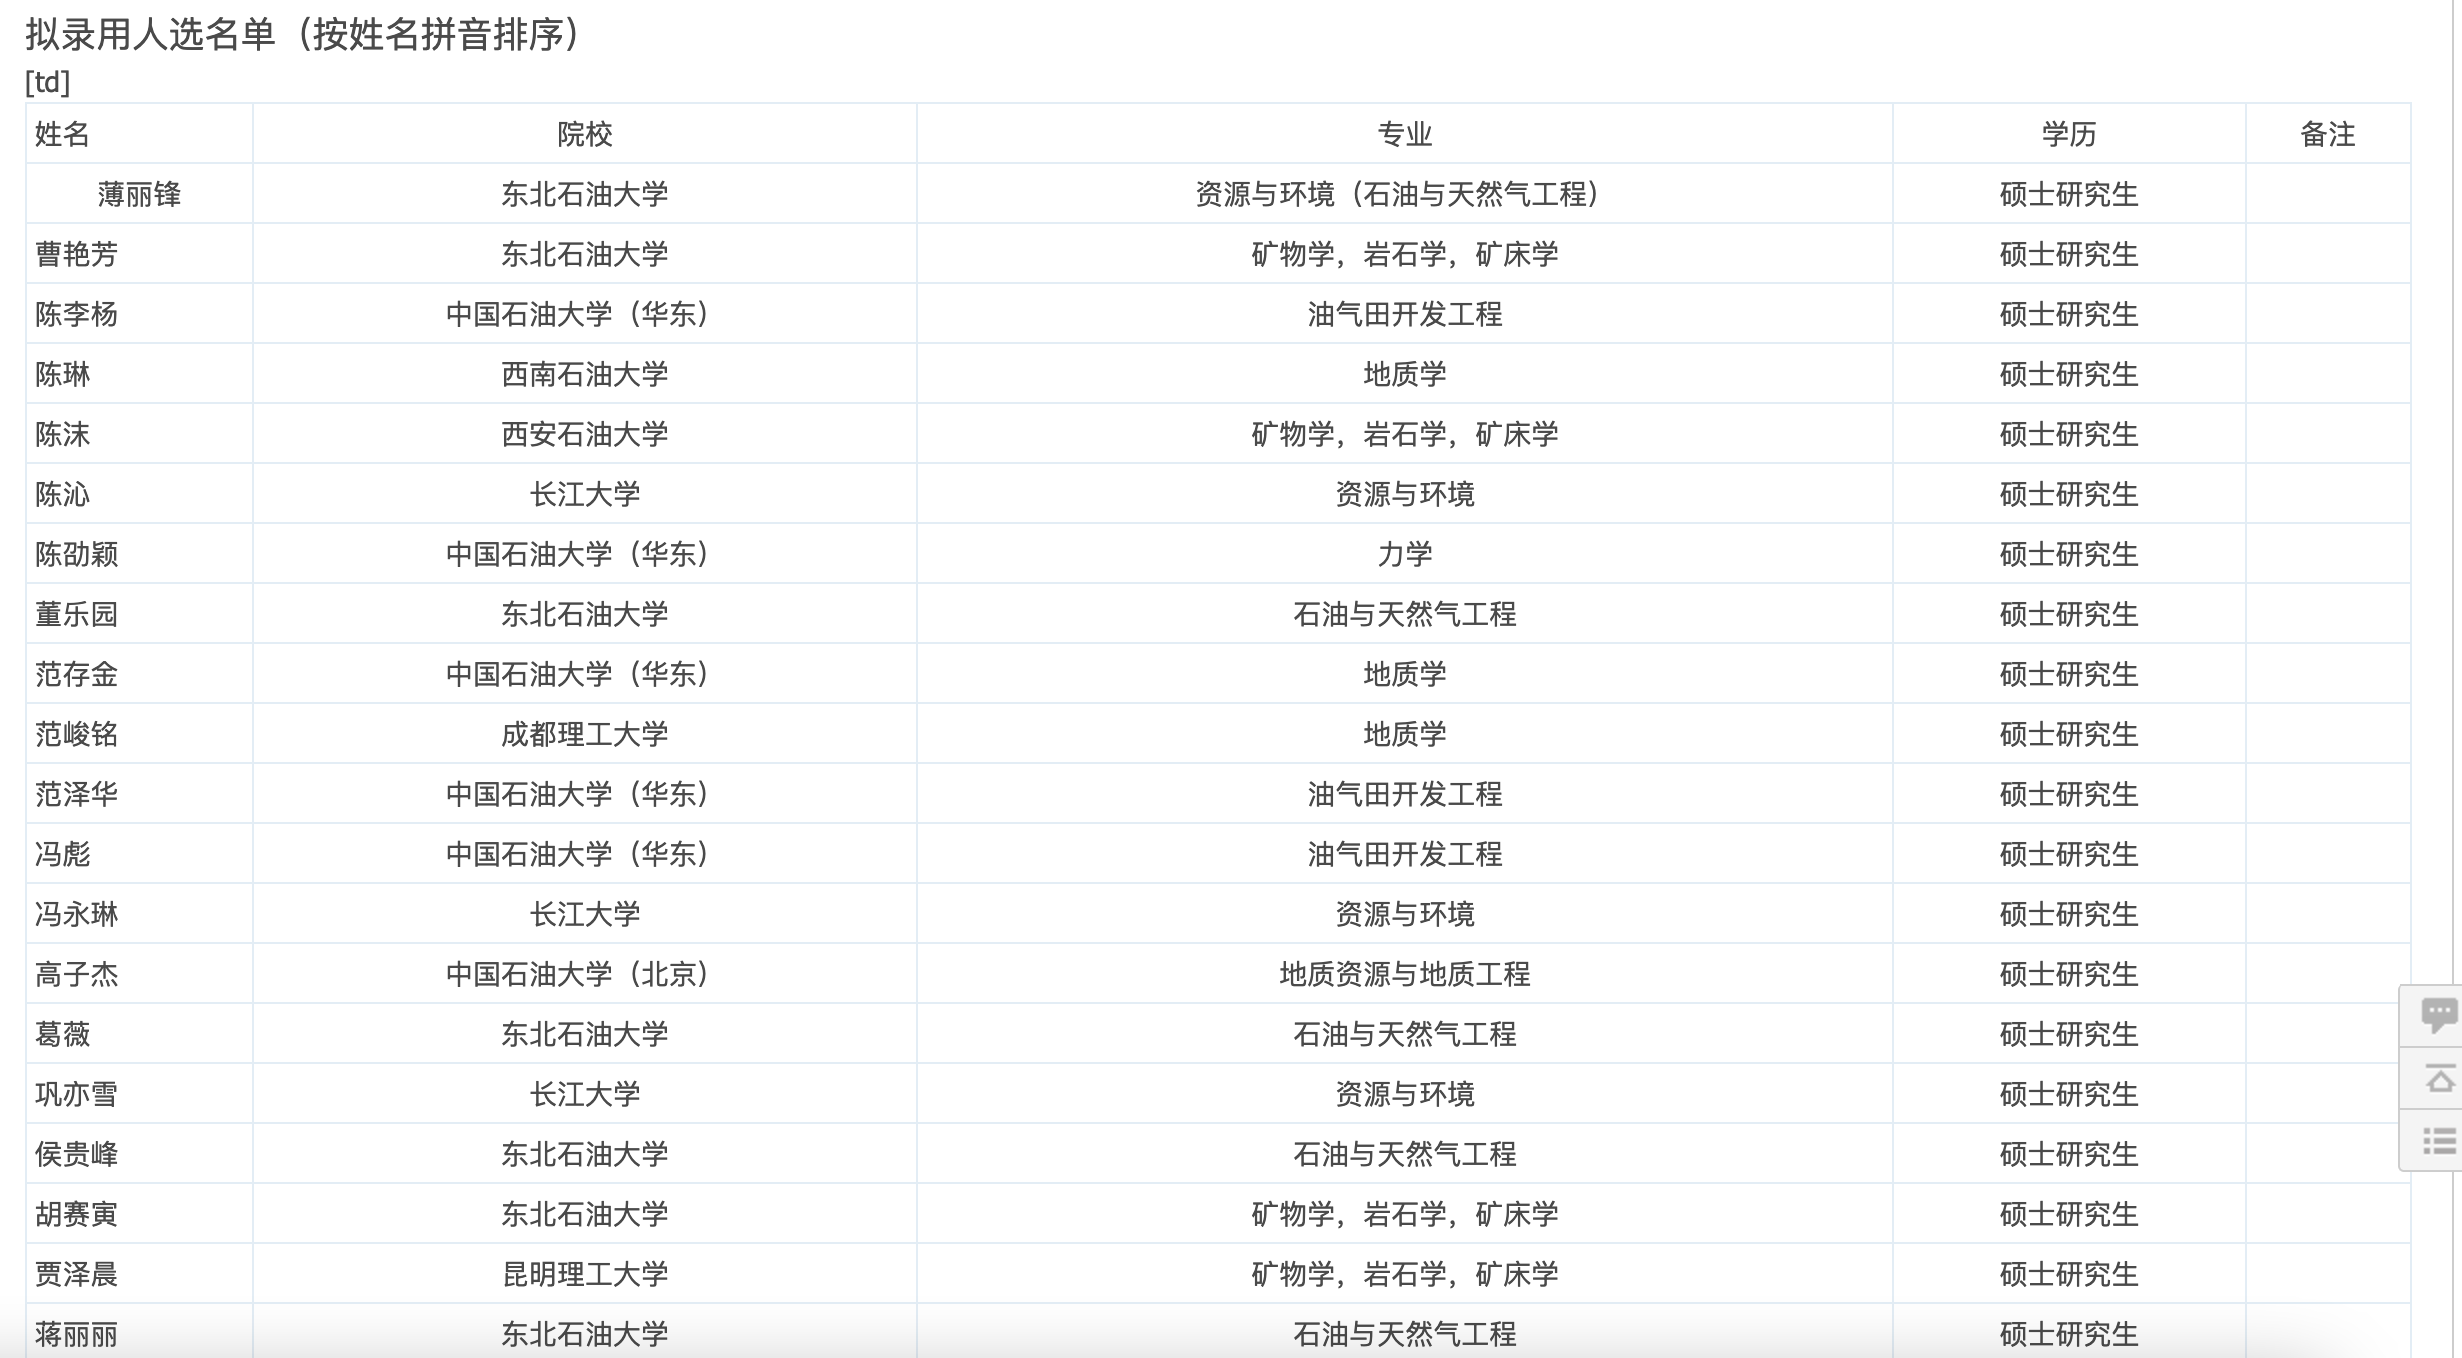 拟录用人选名单（按姓名拼音排序）
[td]
姓名 院校 专业 学历 备注
薄丽锋 东北石油大学 资源与环境（石油与天然气工程） 硕士研究生
曹艳芳 东北石油大学 矿物学，岩石学，矿床学 硕士研究生
陈李杨 中国石油大学（华东） 油气田开发工程 硕士研究生
陈琳 西南石油大学 地质学 硕士研究生
陈沫 西安石油大学 矿物学，岩石学，矿床学 硕士研究生
陈沁 长江大学 资源与环境 硕士研究生
陈劭颖 中国石油大学（华东） 力学 硕士研究生
董乐园 东北石油大学 石油与天然气工程 硕士研究生
范存金 中国石油大学（华东） 地质学 硕士研究生
范峻铭 成都理工大学 地质学 硕士研究生
范泽华 中国石油大学（华东） 油气田开发工程 硕士研究生
冯彪 中国石油大学（华东） 油气田开发工程 硕士研究生
冯永琳 长江大学 资源与环境 硕士研究生
高子杰 中国石油大学（北京） 地质资源与地质工程 硕士研究生
葛薇 东北石油大学 石油与天然气工程 硕士研究生
巩亦雪 长江大学 资源与环境 硕士研究生
侯贵峰 东北石油大学 石油与天然气工程 硕士研究生
胡赛寅 东北石油大学 矿物学，岩石学，矿床学 硕士研究生
贾泽晨 昆明理工大学 矿物学，岩石学，矿床学 硕士研究生
蒋丽丽 东北石油大学 石油与天然气工程 硕士研究生